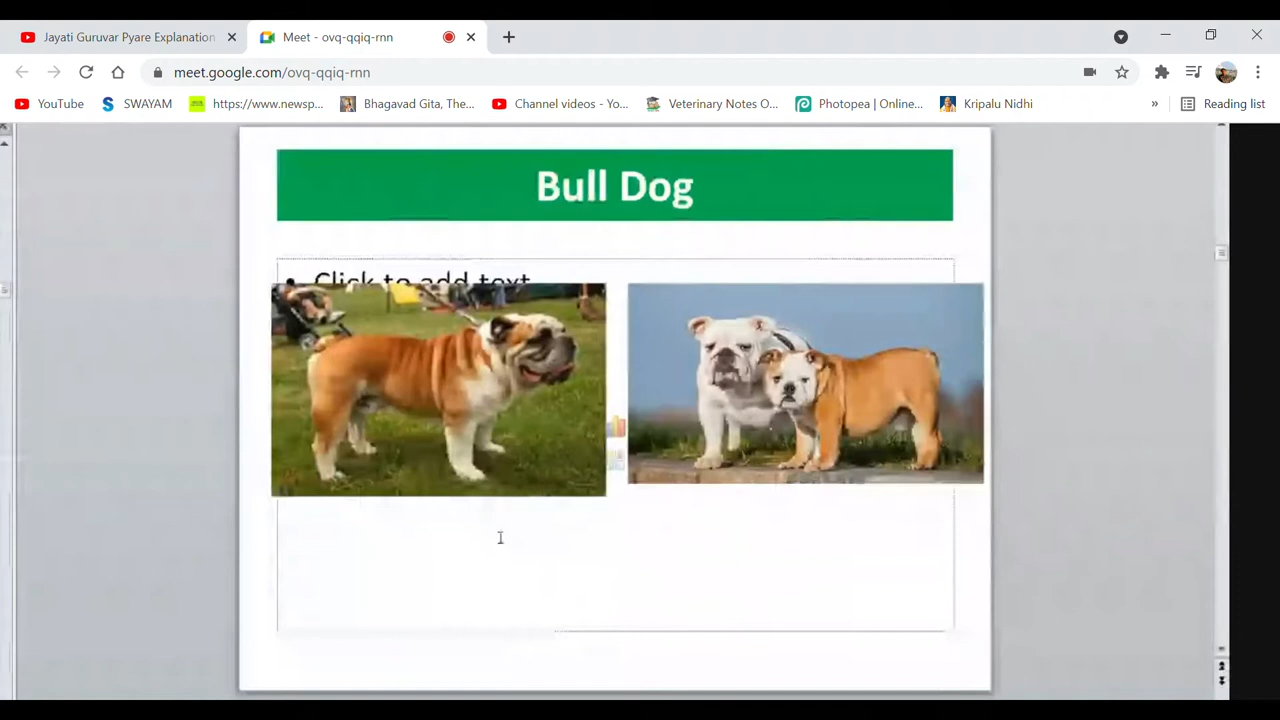 Jayati Guruvar Pyare Explanation
Meet - ovq-qqiq-rnn
meet.google.com/ovq-qqiq-rnn
YouTube
SWAYAM
https://www.newsp...
Bhagavad Gita, The...
Channel videos - Yo...
Veterinary Notes O...
Photopea | Online...
Kripalu Nidhi
»
Reading list
Bull Dog
• Click to add text